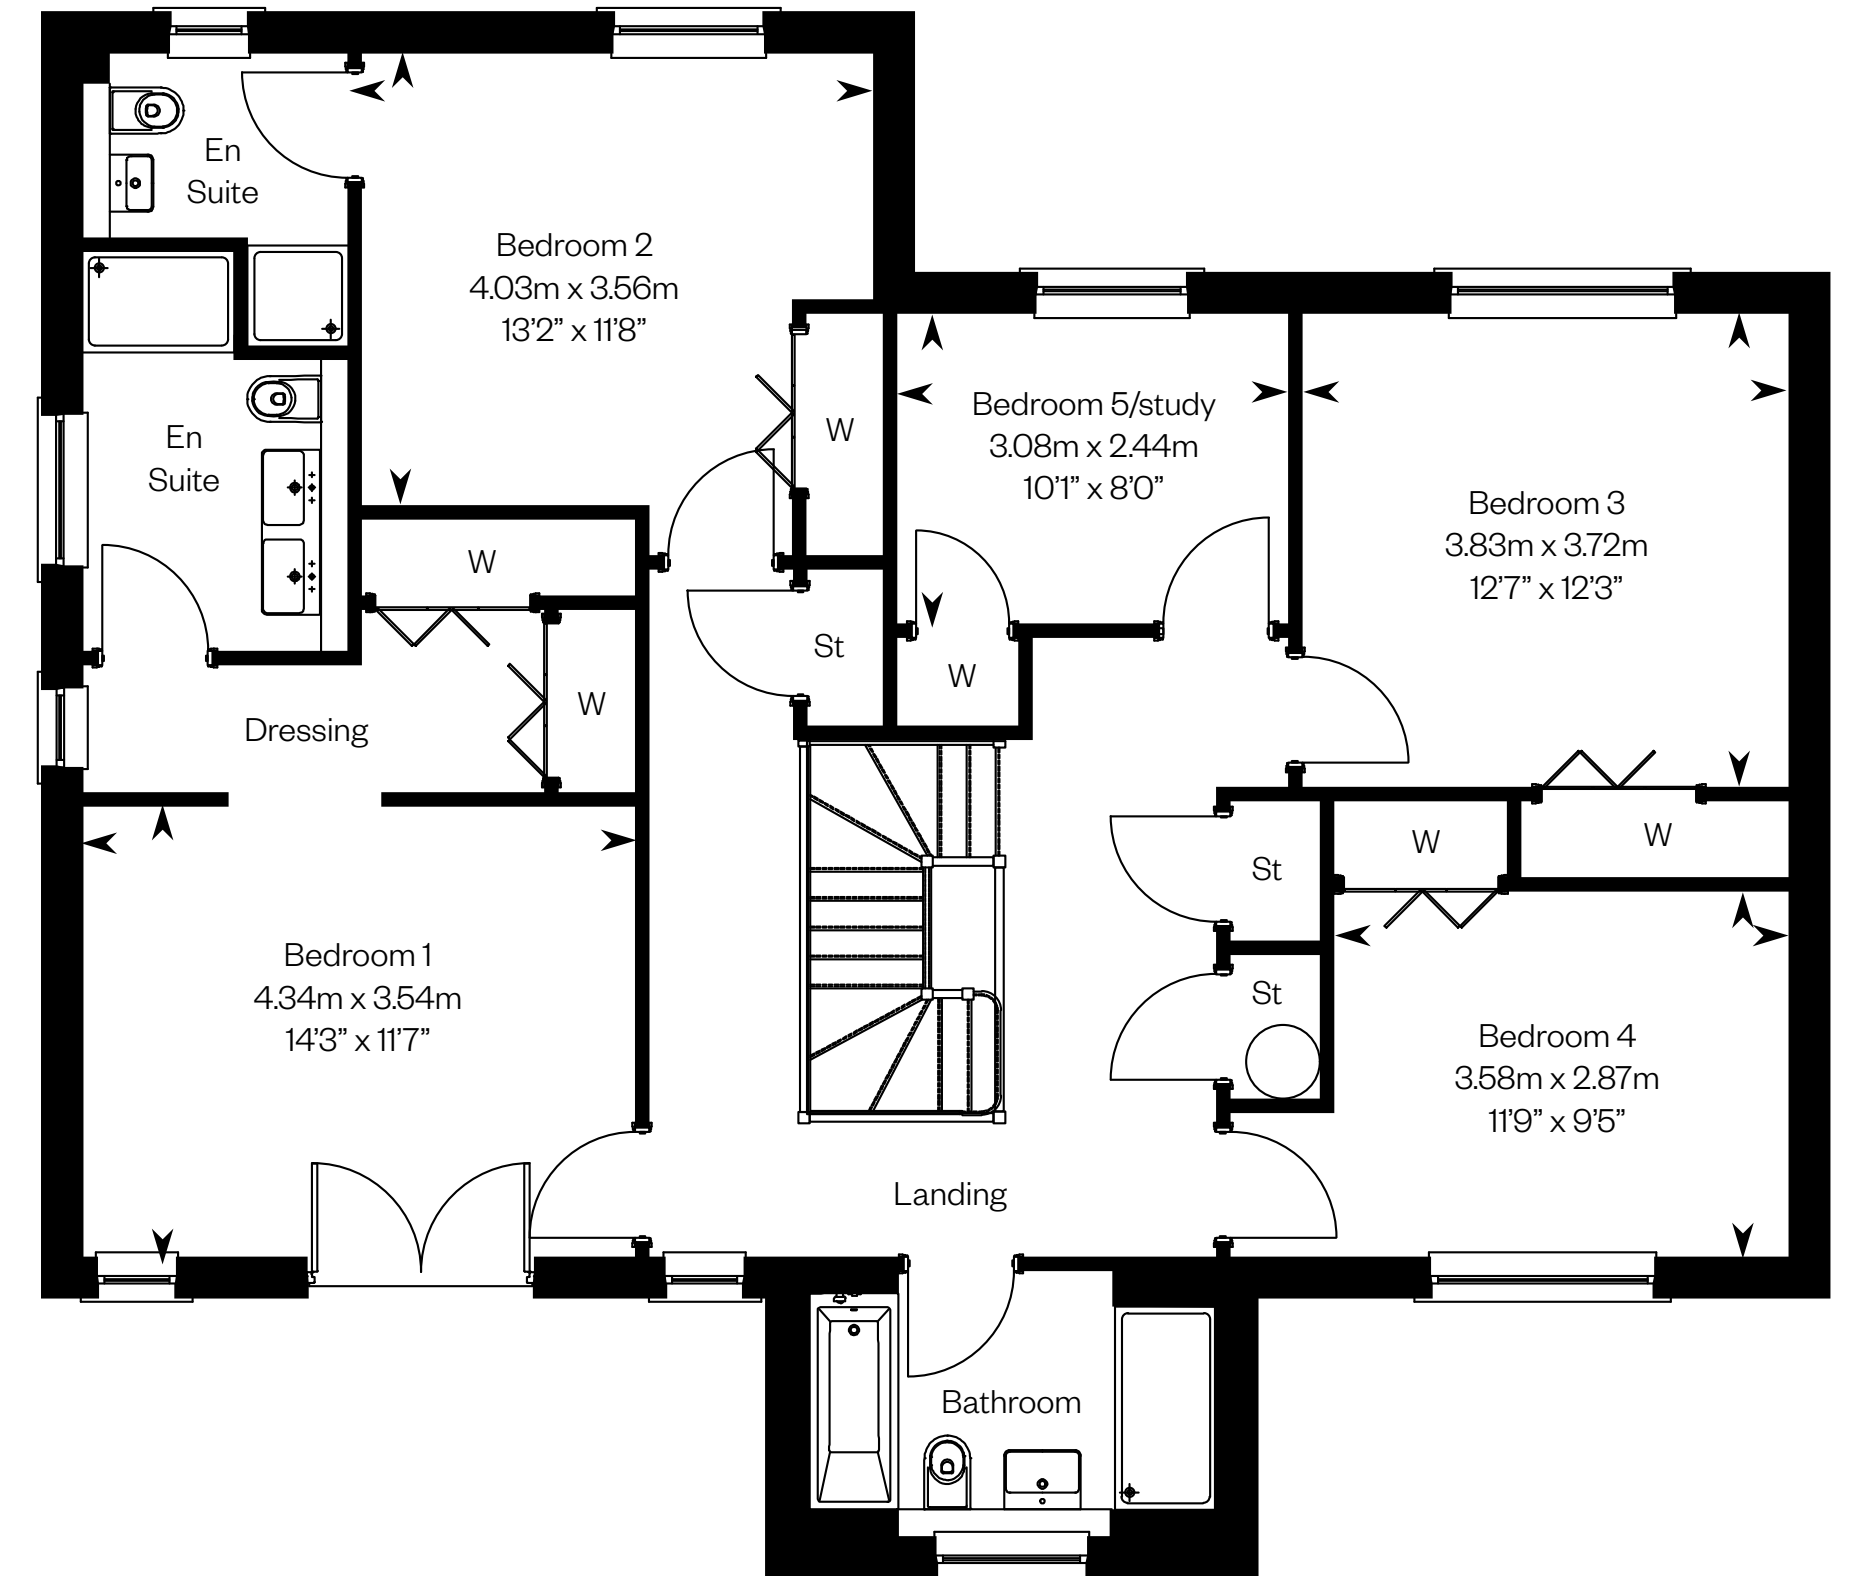 En
Suite
Bedroom 2
4.03m x 3.56m
13’2” x 11’8”
En
Suite
W
W
Bedroom 5/study
3.08m x 2.44m
10’1” x 8’0”
Bedroom 3
3.83m x 3.72m
12’7” x 12’3”
St
W
W
Dressing
W
W
St
Bedroom 1
4.34m x 3.54m
14’3” x 11’7”
St
Bedroom 4
3.58m x 2.87m
11’9” x 9’5”
Landing
Bathroom